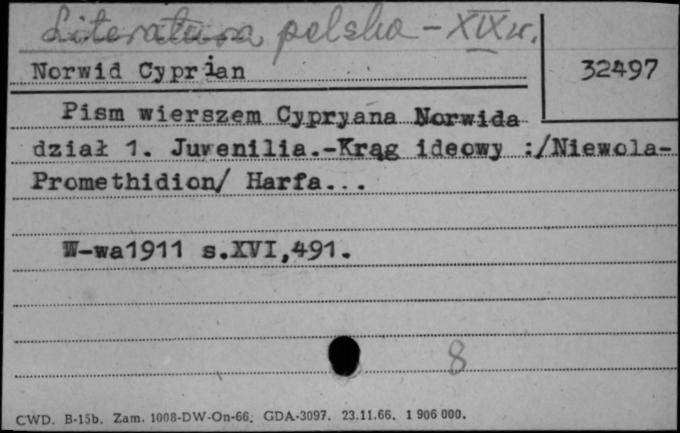 Literatura polska - XIX w.
Norwid Cyprian
32497
Pism wierszem Cypryana Norwida
dział 1. Juvenilia.-Krąg ideowy :/Niewola-
Promethidion/ Harfa...
W-wa1911 s.XVI,491.
8
CWD. B-15b. Zam. 1008-DW-On-66. GDA-3097. 23.11.66. 1 906 000.